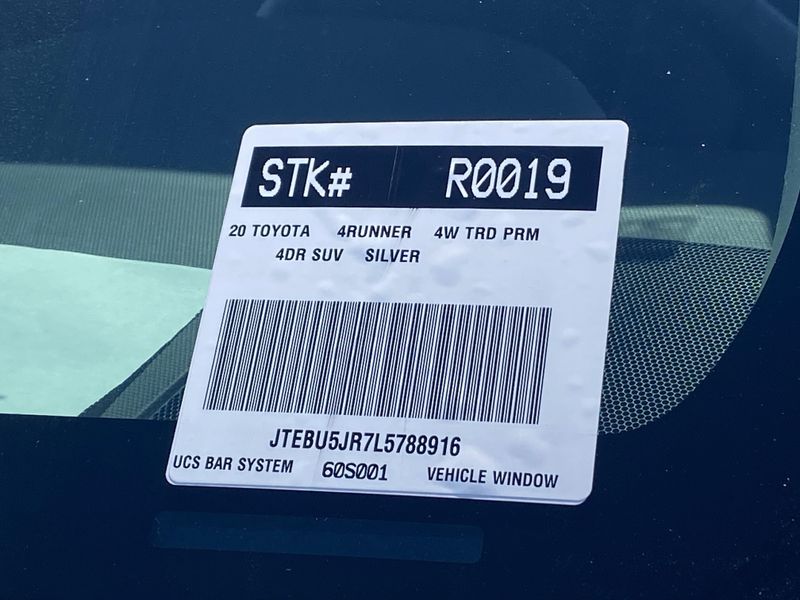 STK# R0019
20 TOYOTA 4RUNNER 4W TRD PRM
4DR SUV SILVER
JTEBU5JR7L5788916
UCS BAR SYSTEM 60S001 VEHICLE WINDOW